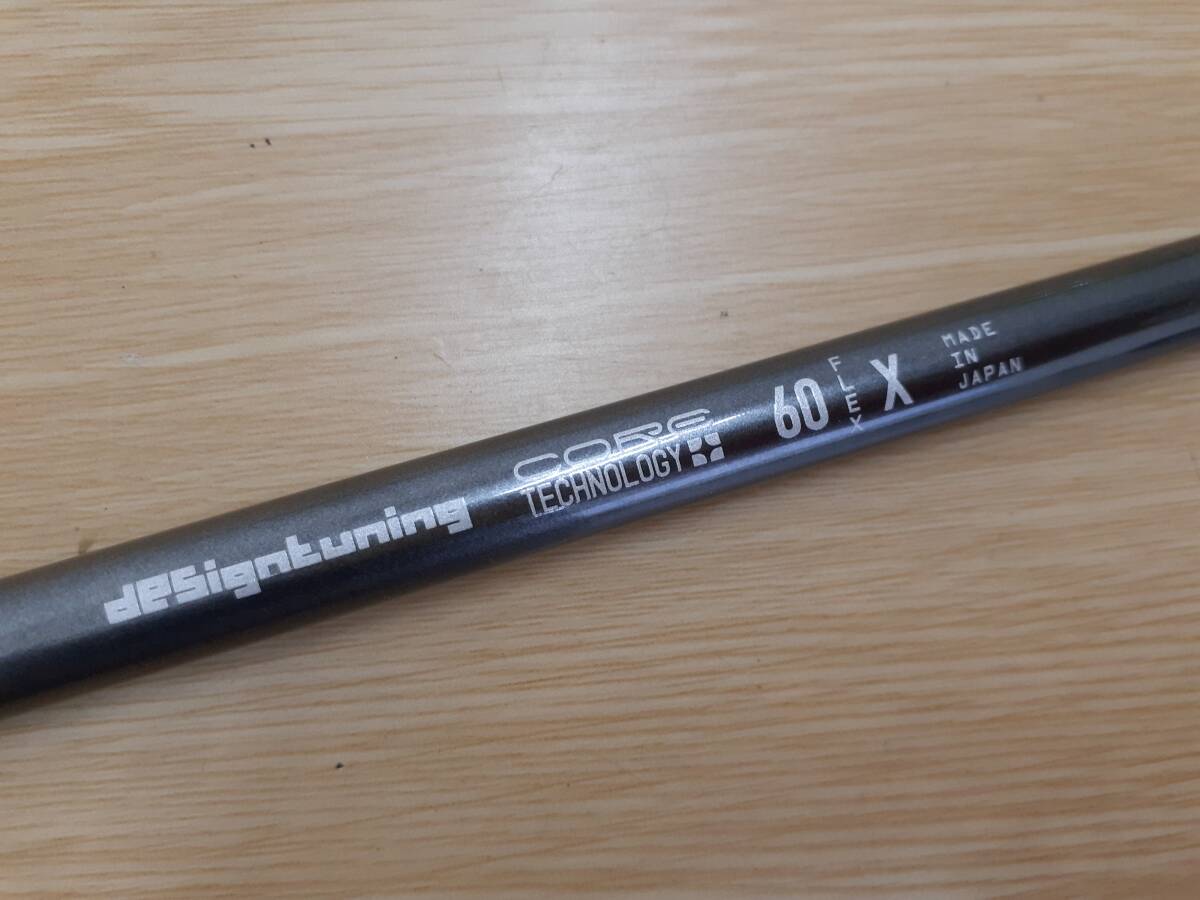 designtuning
CORE
TECHNOLOGY
60
FLEX
X
MADE
IN
JAPAN